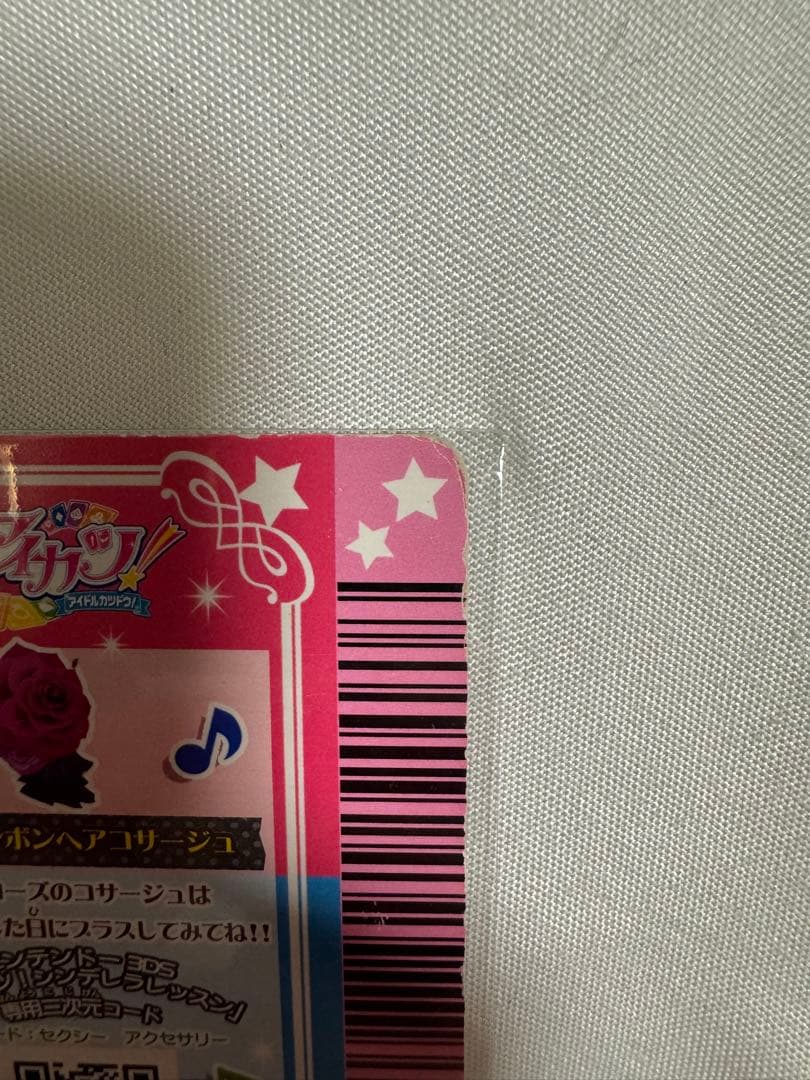 イカツ!
アイドルカツドウ!
ポンヘアコサージュ
ーズのコサージュは
た日にプラスしてみてね!!
ひ
ンテンドー3DS
シンデレラレッスン」
専用二次元コード
ード:セクシー アクセサリー